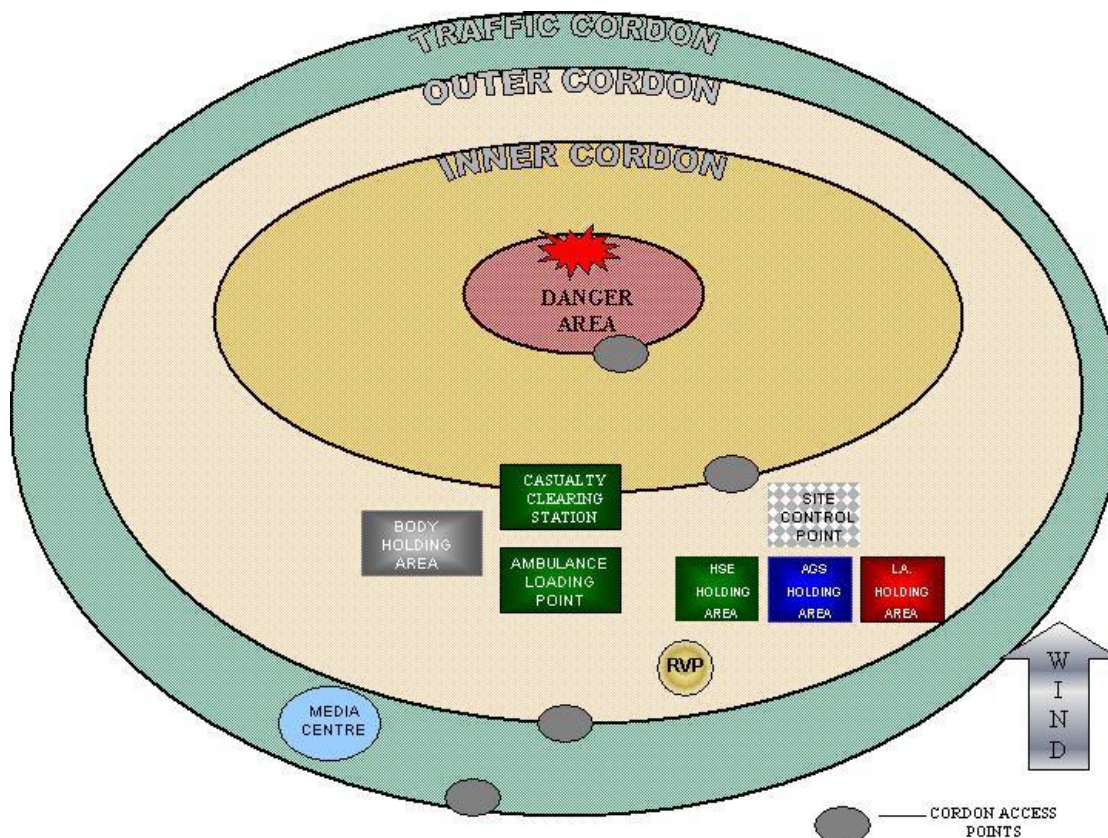 TRAFFIC CORDON
OUTER CORDON
INNER CORDON
DANGER
AREA
CASUALTY
CLEARING
STATION
SITE
CONTROL
POINT
BODY
HOLDING
AREA
AMBULANCE
LOADING
POINT
HSE
HOLDING
AREA
AGS
HOLDING
AREA
L.A.
HOLDING
AREA
RVP
MEDIA
CENTRE
W
I
N
D
CORDON ACCESS
POINTS